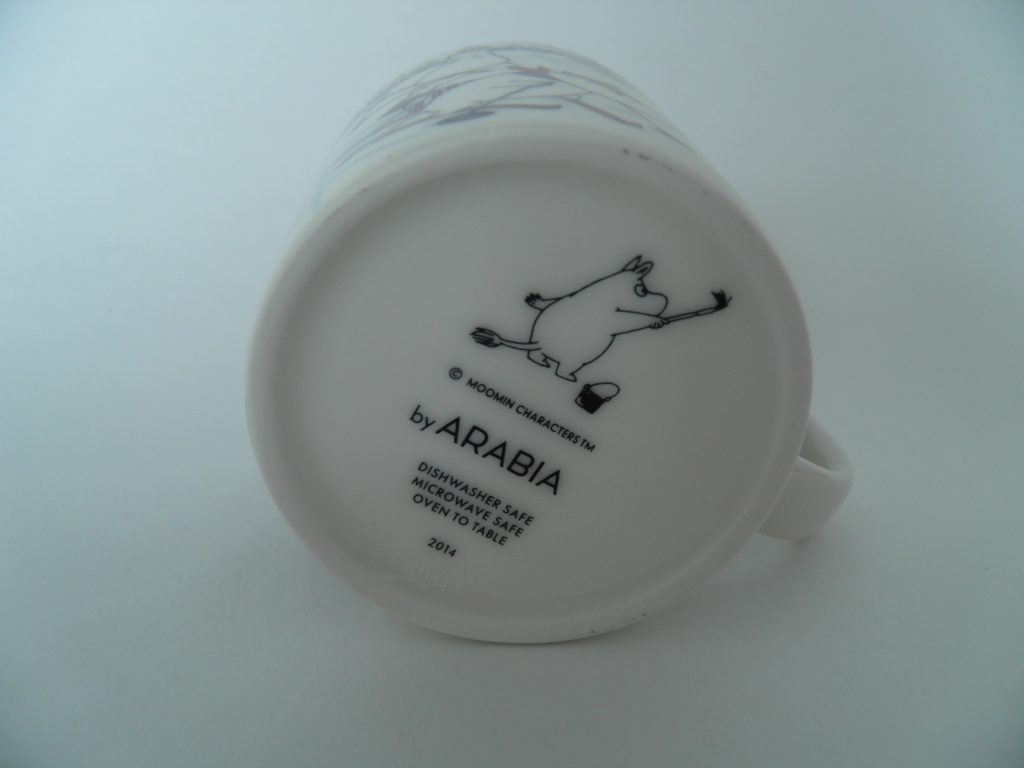 © MOOMIN CHARACTERS™
by ARABIA
DISHWASHER SAFE
MICROWAVE SAFE
OVEN TO TABLE
2014